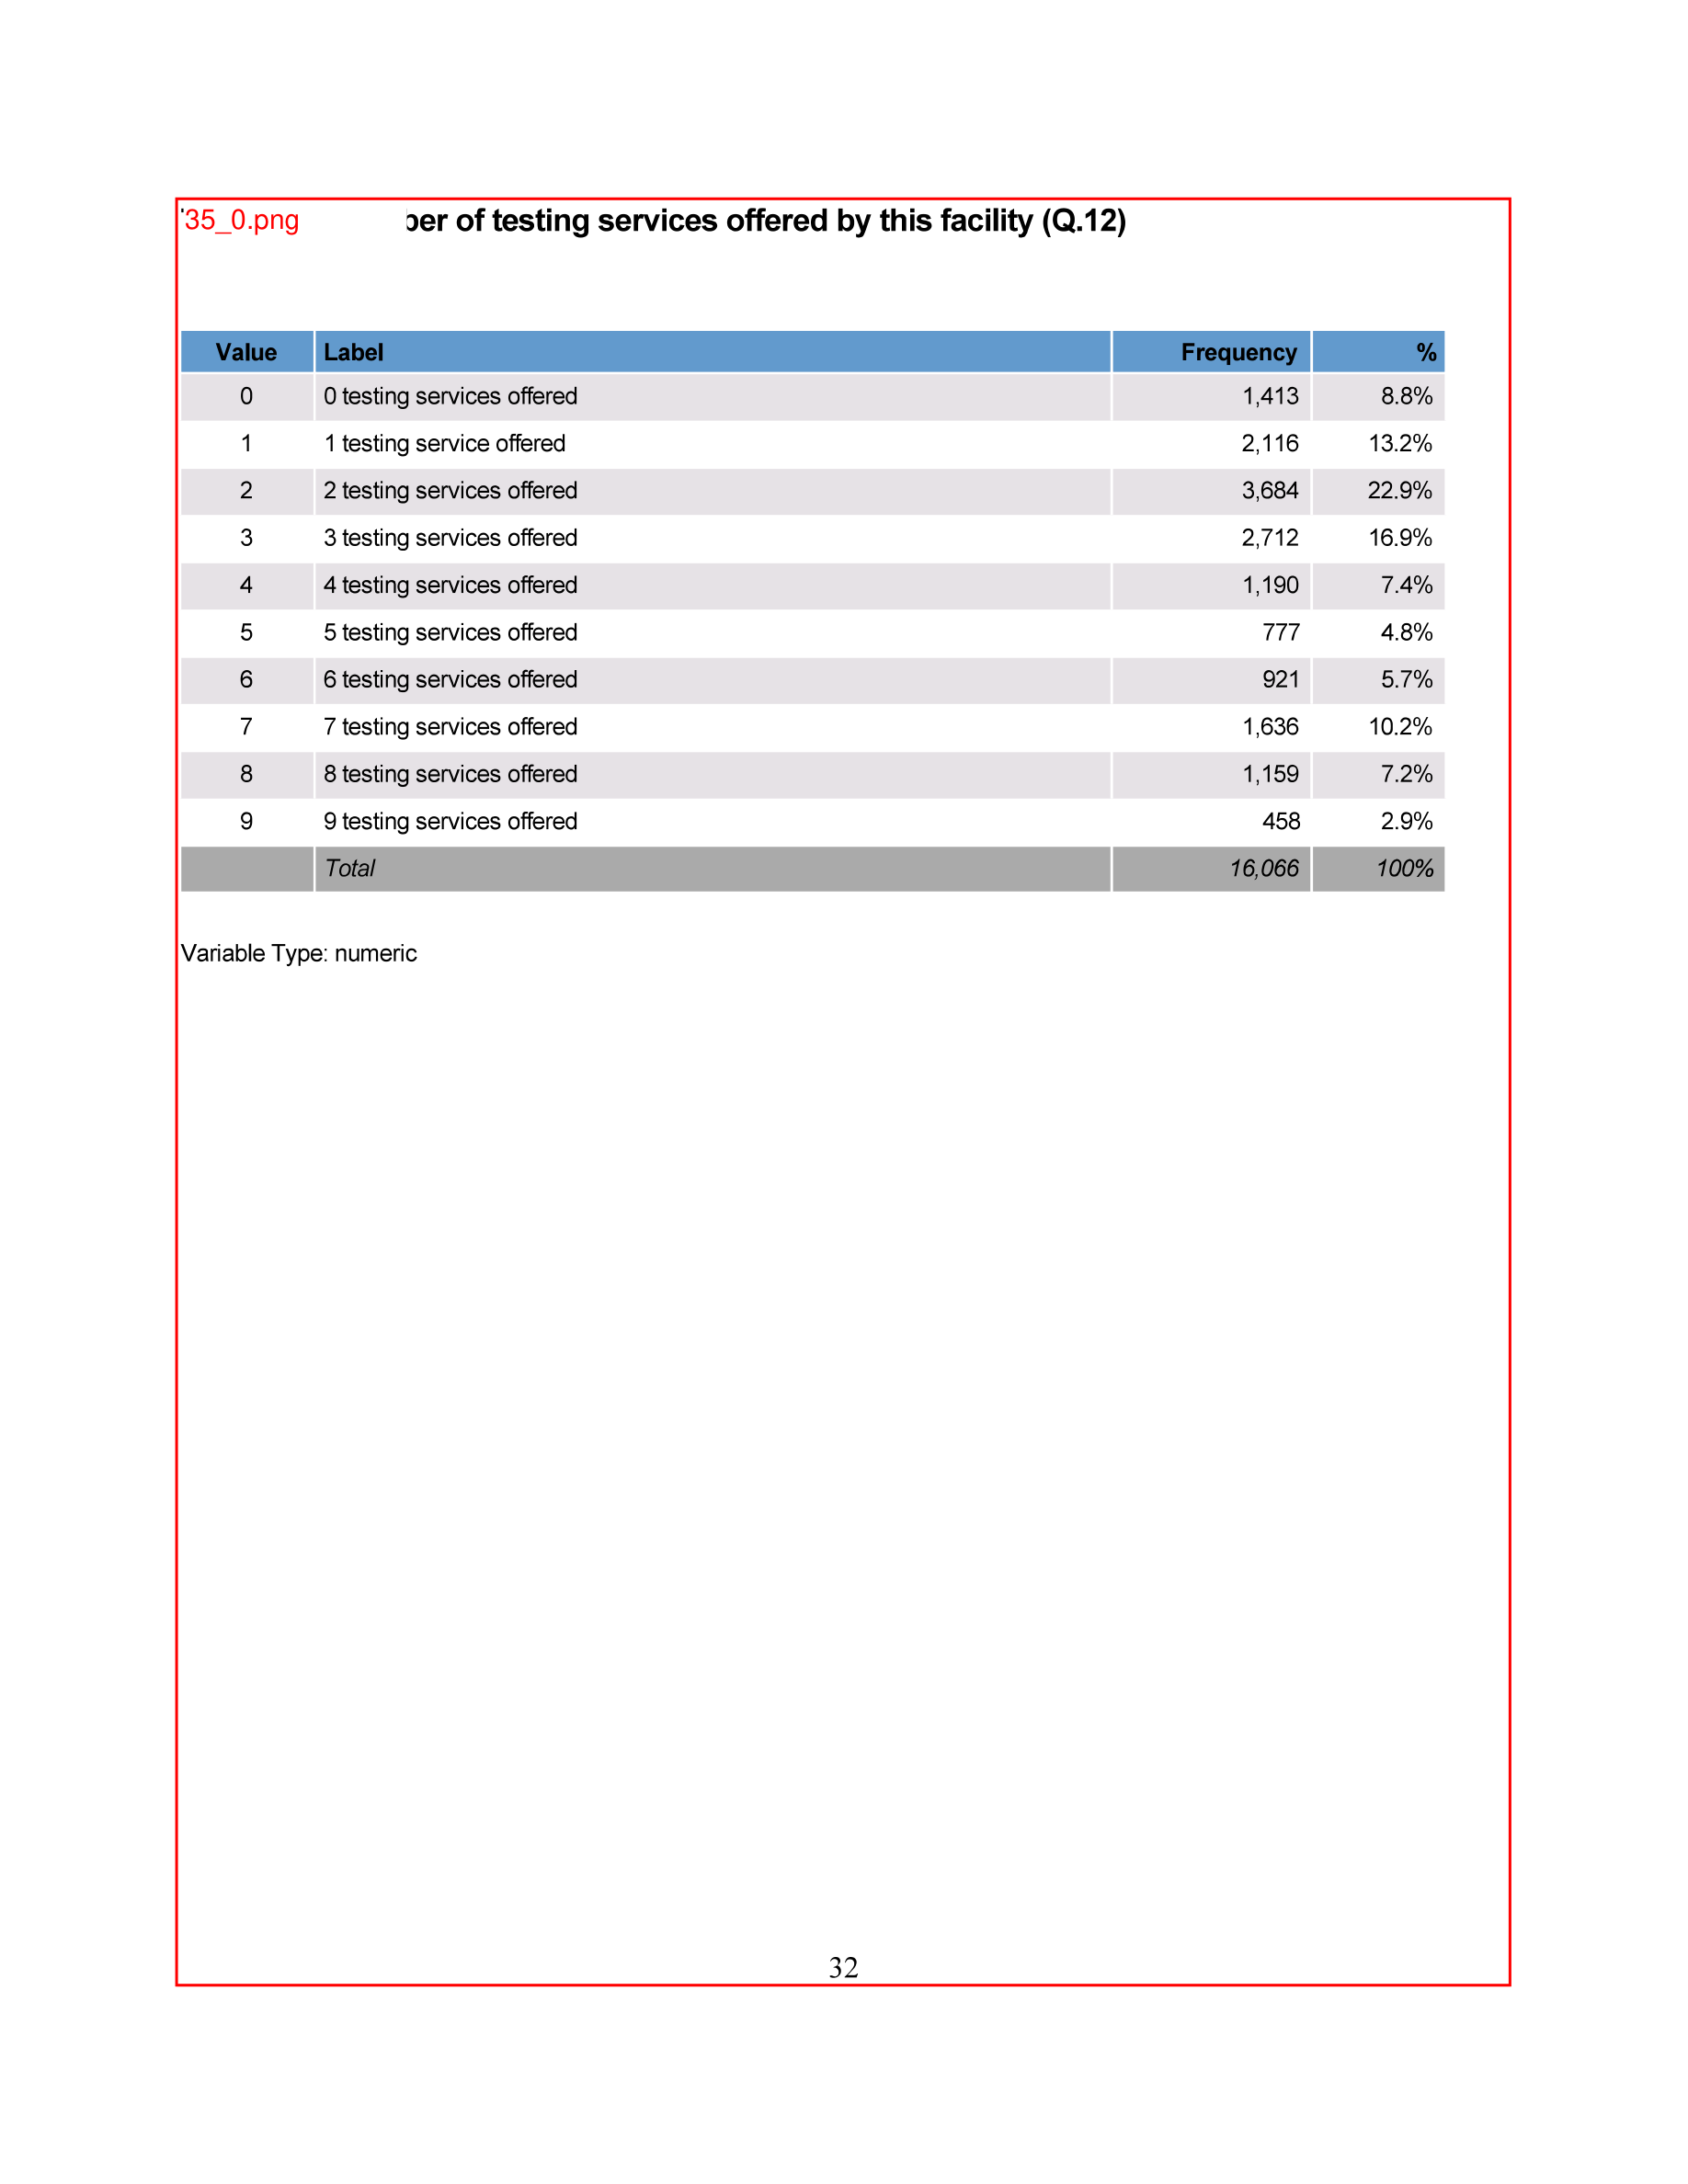 35_0.png of testing services offered by this facility (Q.12)
Value Label Frequency %
0 0 testing services offered 1,413 8.8%
1 1 testing service offered 2,116 13.2%
2 2 testing services offered 3,684 22.9%
3 3 testing services offered 2,712 16.9%
4 4 testing services offered 1,190 7.4%
5 5 testing services offered 777 4.8%
6 6 testing services offered 921 5.7%
7 7 testing services offered 1,636 10.2%
8 8 testing services offered 1,159 7.2%
9 9 testing services offered 458 2.9%
Total 16,066 100%
Variable Type: numeric
32